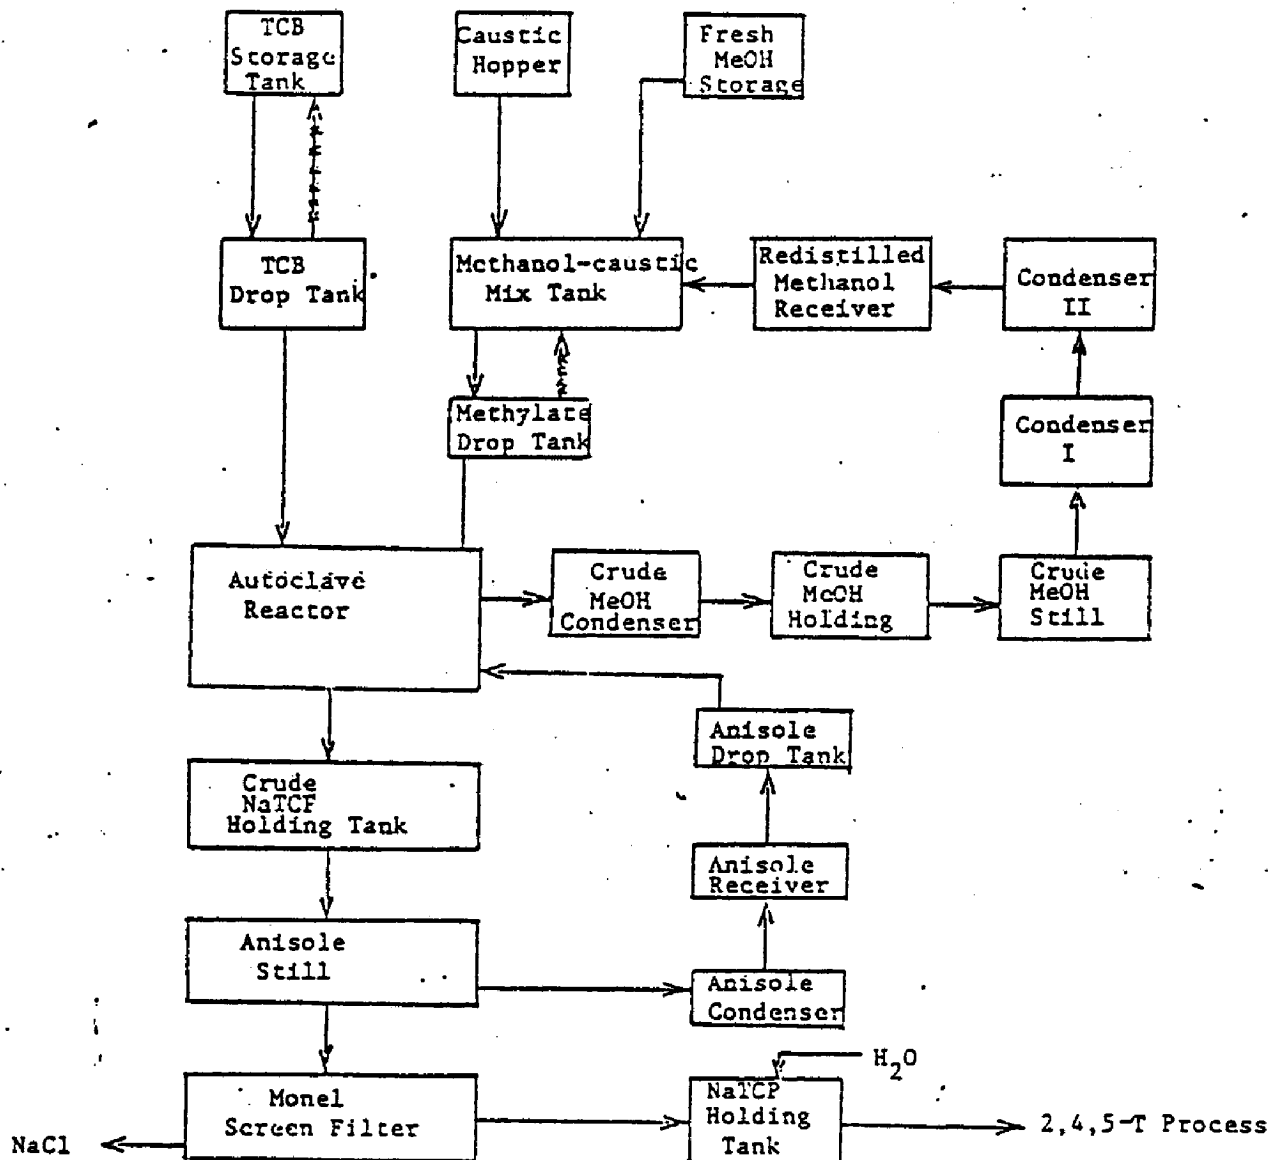 TCB
Storage
Tank
Caustic
Hopper
Fresh
MeOH
Storage
TCB
Drop Tank
Methanol-caustic
Mix Tank
Redistilled
Methanol
Receiver
Condenser
II
Methylate
Drop Tank
Condenser
I
Autoclave
Reactor
Crude
MeOH
Condenser
Crude
MeOH
Holding
Crude
MeOH
Still
Anisole
Drop Tank
Crude
NaTCP
Holding Tank
Anisole
Receiver
Anisole
Still
Anisole
Condenser
H2O
Monel
Screen Filter
NaTCP
Holding
Tank
NaCl
2,4,5-T Process